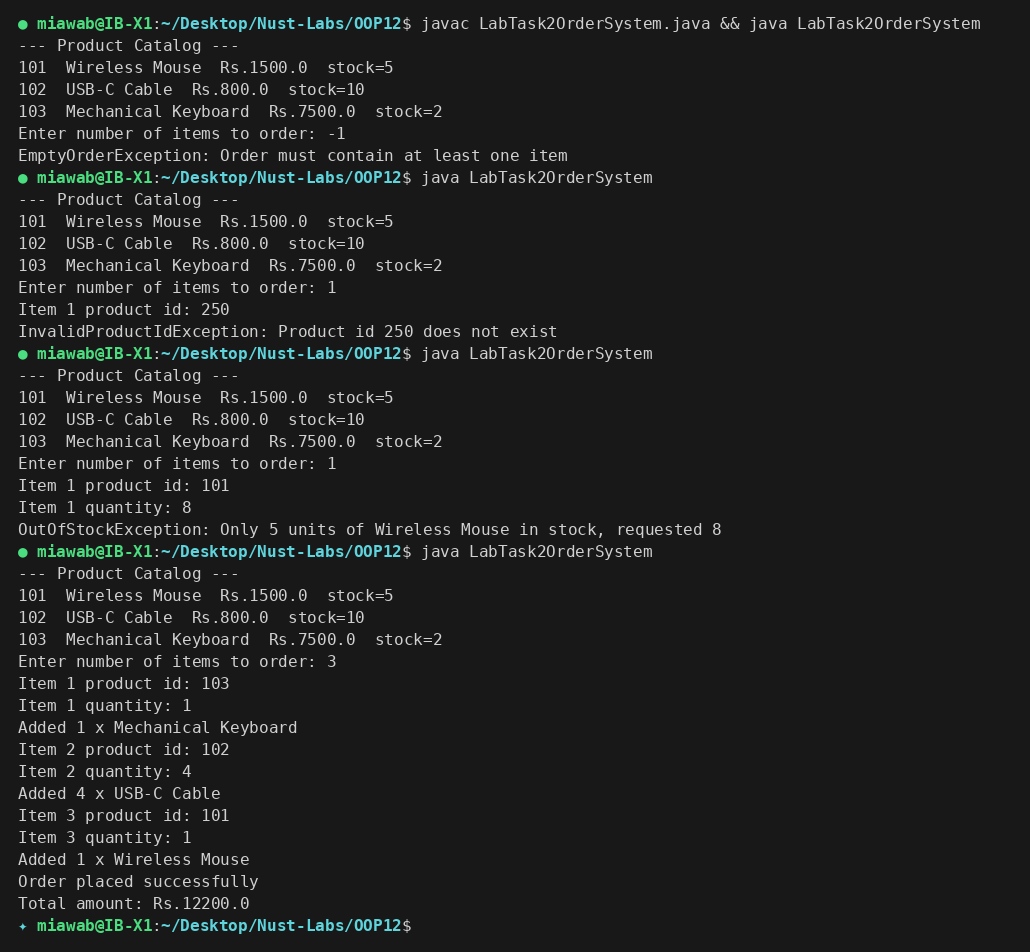 ● miawab@IB-X1:~/Desktop/Nust-Labs/OOP12$ javac LabTask2OrderSystem.java && java LabTask2OrderSystem
--- Product Catalog ---
101  Wireless Mouse  Rs.1500.0  stock=5
102  USB-C Cable  Rs.800.0  stock=10
103  Mechanical Keyboard  Rs.7500.0  stock=2
Enter number of items to order: -1
EmptyOrderException: Order must contain at least one item
● miawab@IB-X1:~/Desktop/Nust-Labs/OOP12$ java LabTask2OrderSystem
--- Product Catalog ---
101  Wireless Mouse  Rs.1500.0  stock=5
102  USB-C Cable  Rs.800.0  stock=10
103  Mechanical Keyboard  Rs.7500.0  stock=2
Enter number of items to order: 1
Item 1 product id: 250
InvalidProductIdException: Product id 250 does not exist
● miawab@IB-X1:~/Desktop/Nust-Labs/OOP12$ java LabTask2OrderSystem
--- Product Catalog ---
101  Wireless Mouse  Rs.1500.0  stock=5
102  USB-C Cable  Rs.800.0  stock=10
103  Mechanical Keyboard  Rs.7500.0  stock=2
Enter number of items to order: 1
Item 1 product id: 101
Item 1 quantity: 8
OutOfStockException: Only 5 units of Wireless Mouse in stock, requested 8
● miawab@IB-X1:~/Desktop/Nust-Labs/OOP12$ java LabTask2OrderSystem
--- Product Catalog ---
101  Wireless Mouse  Rs.1500.0  stock=5
102  USB-C Cable  Rs.800.0  stock=10
103  Mechanical Keyboard  Rs.7500.0  stock=2
Enter number of items to order: 3
Item 1 product id: 103
Item 1 quantity: 1
Added 1 x Mechanical Keyboard
Item 2 product id: 102
Item 2 quantity: 4
Added 4 x USB-C Cable
Item 3 product id: 101
Item 3 quantity: 1
Added 1 x Wireless Mouse
Order placed successfully
Total amount: Rs.12200.0
✦ miawab@IB-X1:~/Desktop/Nust-Labs/OOP12$